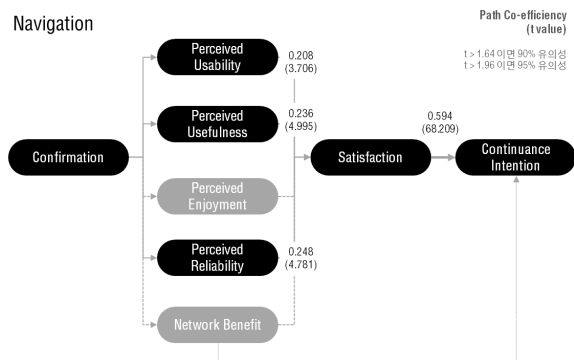 Navigation
Path Co-efficiency
(t value)
t > 1.64 이면 90% 유의성
t > 1.96 이면 95% 유의성
Perceived
Usability
0.208
(3.706)
Perceived
Usefulness
0.236
(4.995)
Confirmation
Satisfaction
0.594
(68.209)
Continuance
Intention
Perceived
Enjoyment
Perceived
Reliability
0.248
(4.781)
Network Benefit